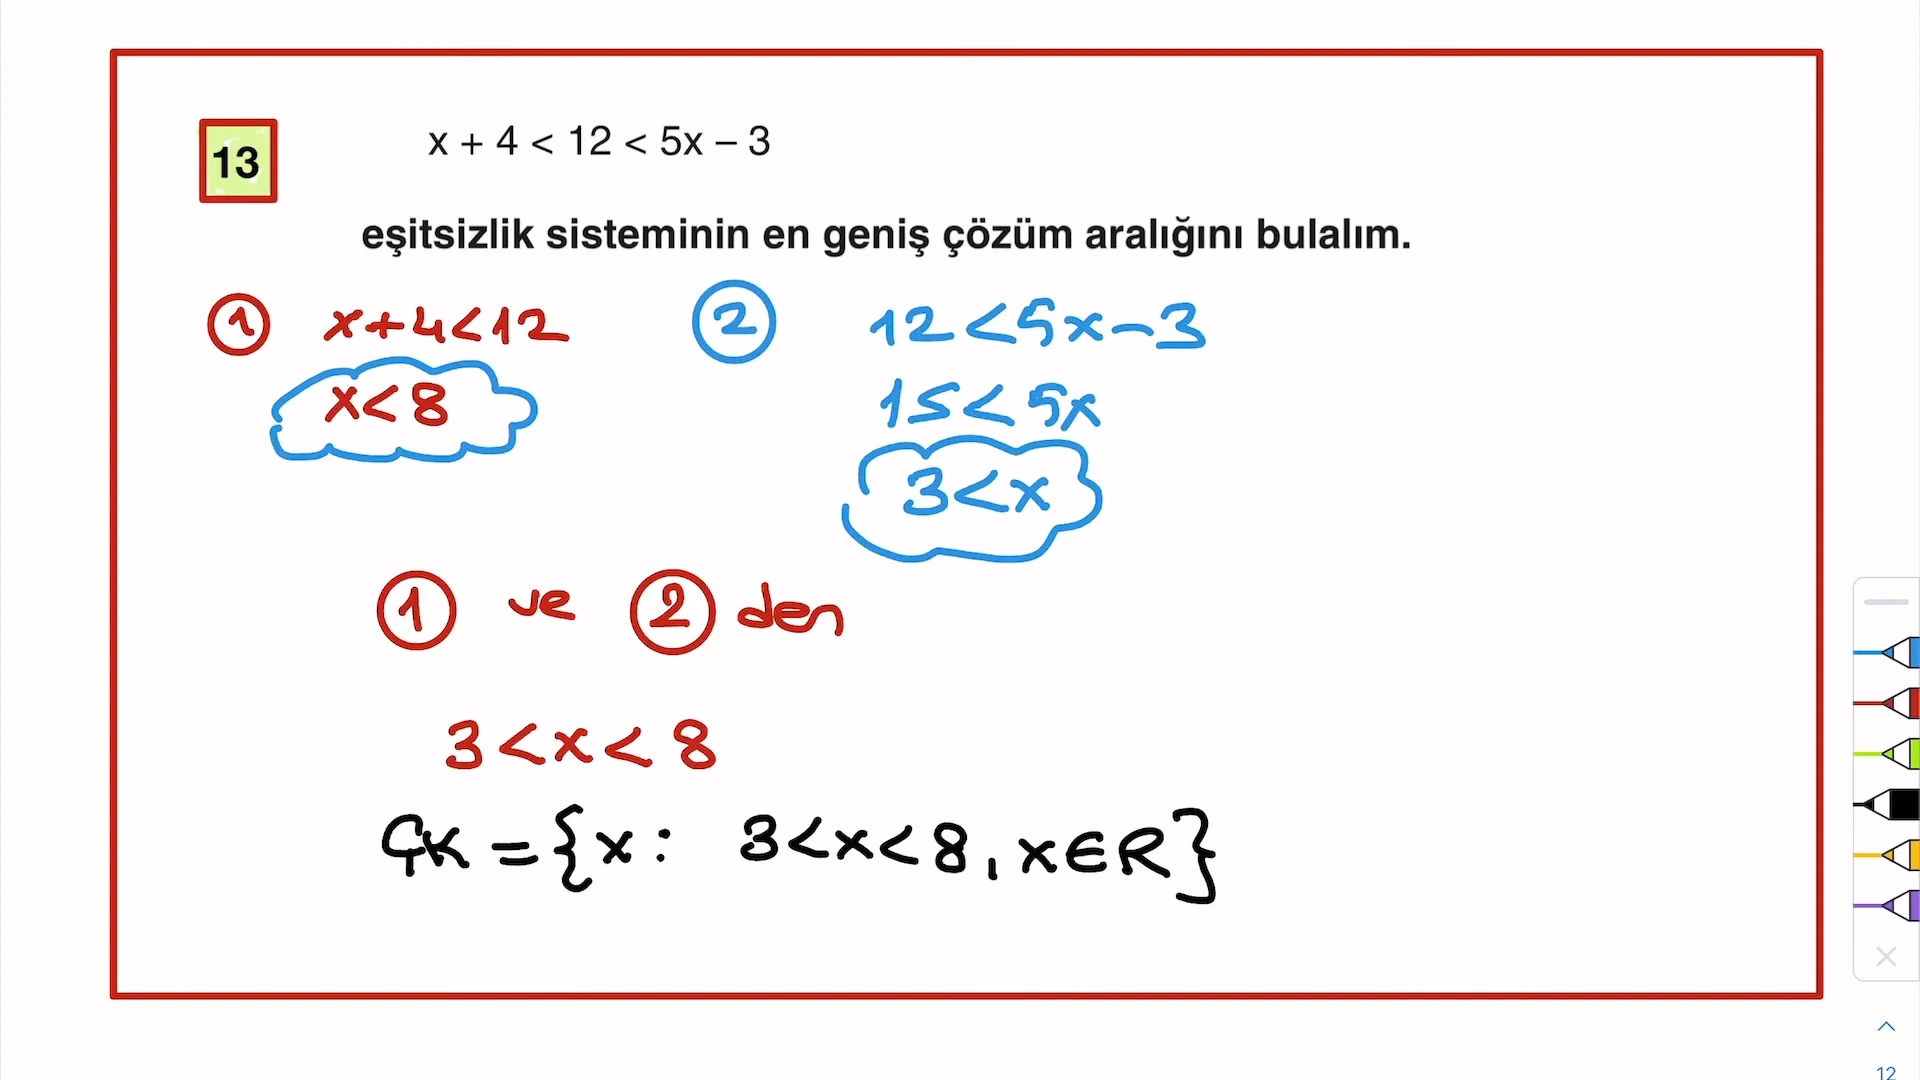 13
x + 4 < 12 < 5x – 3
eşitsizlik sisteminin en geniş çözüm aralığını bulalım.
1 x+4<12
x<8
2 12<5x-3
15<5x
3<x
1 ve 2 den
3<x<8
ÇK={x: 3<x<8, x∈R}
12